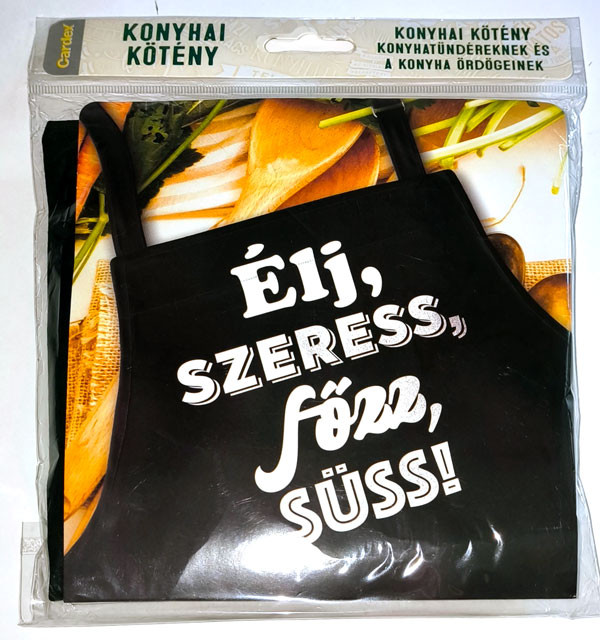 Cardex
KONYHAI
KÖTÉNY
KONYHAI KÖTÉNY
KONYHATÜNDÉREKNEK ÉS
A KONYHA ÖRDÖGEINEK
Élj,
SZERESS,
főzz,
SÜSS!